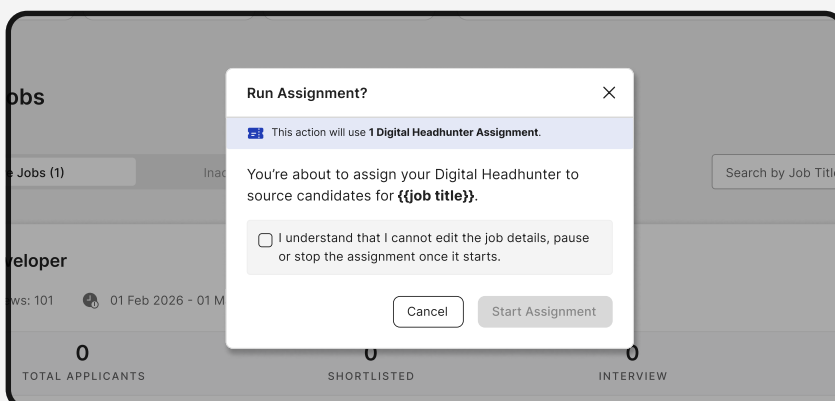 obs
Run Assignment?
This action will use 1 Digital Headhunter Assignment.
Jobs (1)
Search by Job
You're about to assign your Digital Headhunter to
source candidates for {{job title}}.
I understand that I cannot edit the job details, pause
or stop the assignment once it starts.
veloper
ws: 101
01 Feb 2026 - 01 M
Cancel
Start Assignment
0
0
0
TOTAL APPLICANTS
SHORTLISTED
INTERVIEW